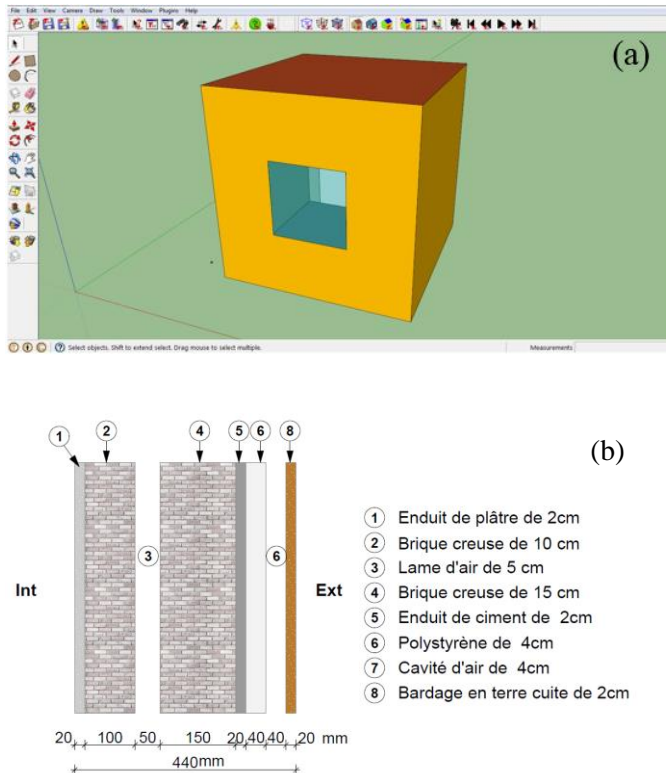 File Edit View Camera Draw Tools Window Plugins Help
(a)
Select objects. Shift to extend select. Drag mouse to select multiple.
Measurements
(b)
1 2 4 5 6 8
3 6
Int
Ext
1 Enduit de plâtre de 2cm
2 Brique creuse de 10 cm
3 Lame d'air de 5 cm
4 Brique creuse de 15 cm
5 Enduit de ciment de 2cm
6 Polystyrène de 4cm
7 Cavité d'air de 4cm
8 Bardage en terre cuite de 2cm
20 100 50 150 20 40 40 20 mm
440mm